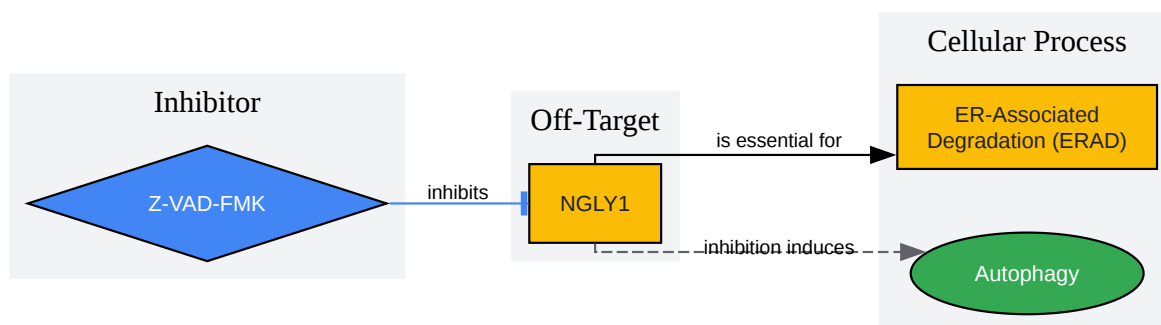 Inhibitor
Z-VAD-FMK
inhibits
Off-Target
NGLY1
is essential for
inhibition induces
Cellular Process
ER-Associated
Degradation (ERAD)
Autophagy